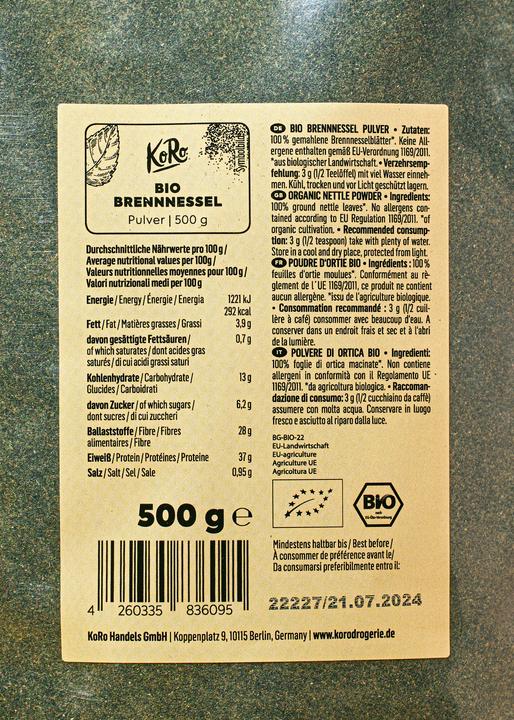 KoRo
Symbolbild
BIO
BRENNNESSEL
Pulver | 500 g
Durchschnittliche Nährwerte pro 100 g /
Average nutritional values per 100g /
Valeurs nutritionnelles moyennes pour 100 g /
Valori nutrizionali medi per 100 g
Energie / Energy / Énergie / Energia 1221 kJ
292 kcal
Fett / Fat / Matières grasses / Grassi 3,9 g
davon gesättigte Fettsäuren / 0,7 g
of which saturates / dont acides gras
saturés / di cui acidi grassi saturi
Kohlenhydrate / Carbohydrate / 13 g
Glucides / Carboidrati
davon Zucker / of which sugars / 6,2 g
dont sucres / di cui zuccheri
Ballaststoffe / Fibre / Fibres 28 g
alimentaires / Fibre
Eiweiß / Protein / Protéines / Proteine 37 g
Salz / Salt / Sel / Sale 0,95 g
500 g e
4 260335 836095
DE BIO BRENNNESSEL PULVER • Zutaten:
100 % gemahlene Brennnesselblätter*. Keine All-
ergene enthalten gemäß EU-Verordnung 1169/2011.
*aus biologischer Landwirtschaft. • Verzehrsemp-
fehlung: 3 g (1/2 Teelöffel) mit viel Wasser einneh-
men. Kühl, trocken und vor Licht geschützt lagern.
GB ORGANIC NETTLE POWDER • Ingredients:
100% ground nettle leaves*. No allergens con-
tained according to EU Regulation 1169/2011. *of
organic cultivation. • Recommended consump-
tion: 3 g (1/2 teaspoon) take with plenty of water.
Store in a cool and dry place, protected from light.
FR POUDRE D'ORTIE BIO • Ingrédients : 100 %
feuilles d'ortie moulues*. Conformément au rè-
glement de l'UE 1169/2011, ce produit ne contient
aucun allergène. *issu de l'agriculture biologique.
• Consommation recommandé : 3 g (1/2 cuil-
lère à café) consommer avec beaucoup d'eau. A
conserver dans un endroit frais et sec et à l'abri
de la lumière.
IT POLVERE DI ORTICA BIO • Ingredienti:
100% foglie di ortica macinate*. Non contiene
allergeni in conformità con il Regolamento UE
1169/2011. *da agricoltura biologica. • Raccoman-
dazione di consumo: 3 g (1/2 cucchiaino da caffè)
assumere con molta acqua. Conservare in luogo
fresco e asciutto al riparo dalla luce.
BG-BIO-22
EU-Landwirtschaft
EU-agriculture
Agriculture UE
Agricoltura UE
BIO
nach
EG-Öko-Verordnung
Mindestens haltbar bis / Best before /
À consommer de préférence avant le/
Da consumarsi preferibilmente entro il:
22227/21.07.2024
KoRo Handels GmbH | Koppenplatz 9, 10115 Berlin, Germany | www.korodrogerie.de